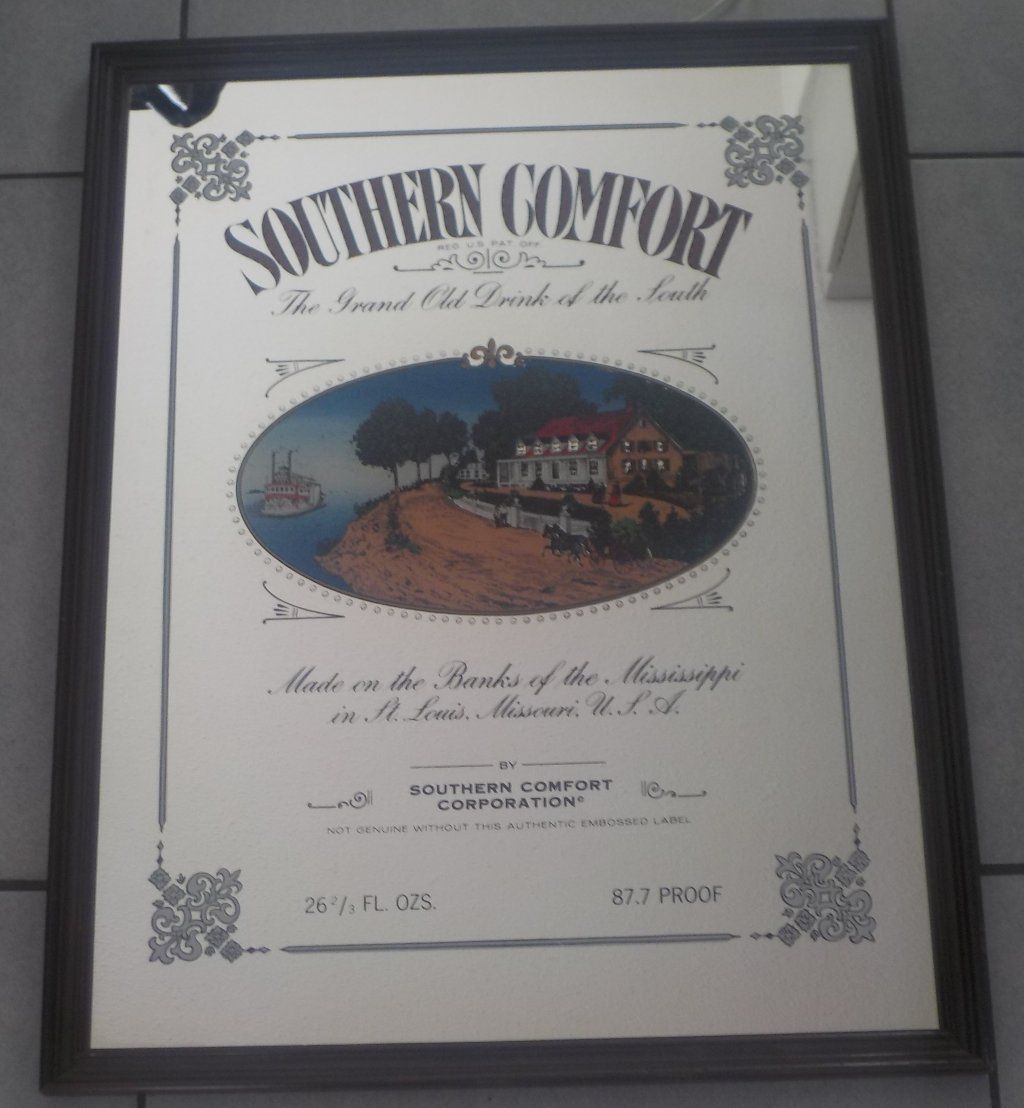 SOUTHERN COMFORT
REG. U.S. PAT. OFF.
The Grand Old Drink of the South
Made on the Banks of the Mississippi
in St. Louis, Missouri, U.S.A.
BY
SOUTHERN COMFORT
CORPORATION©
NOT GENUINE WITHOUT THIS AUTHENTIC EMBOSSED LABEL
26 2/3 FL. OZS.
87.7 PROOF